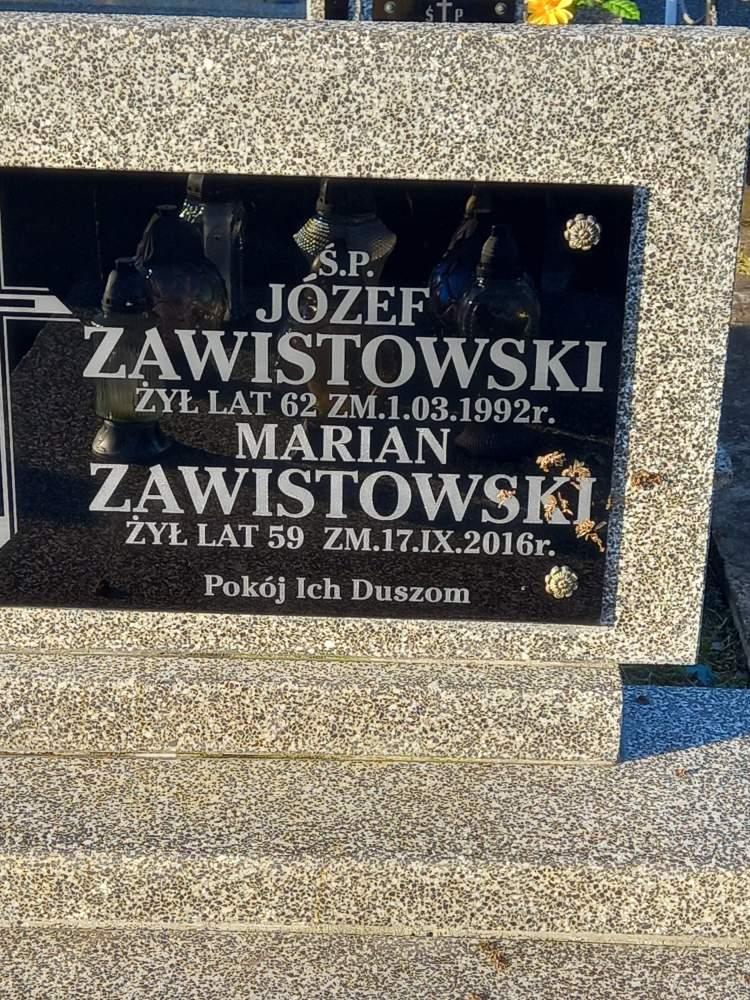 Ś P
Ś.P.
JÓZEF
ZAWISTOWSKI
ŻYŁ LAT 62 ZM.1.03.1992r.
MARIAN
ZAWISTOWSKI
ŻYŁ LAT 59 ZM.17.IX.2016r.
Pokój Ich Duszom